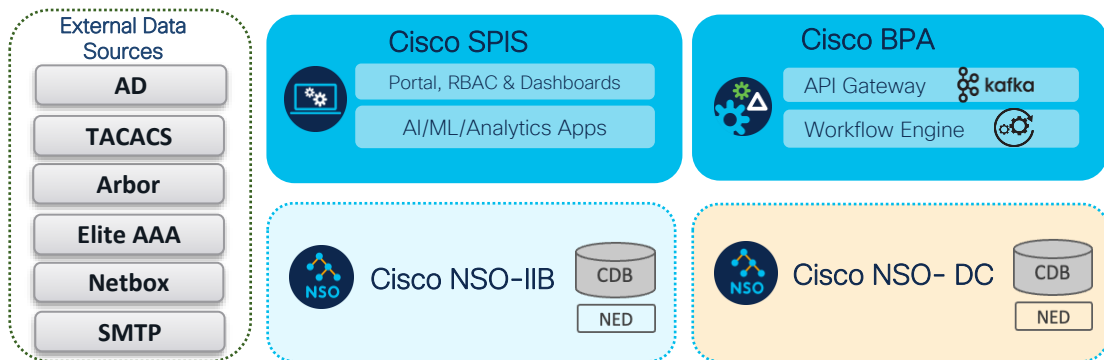 External Data
Sources
AD
TACACS
Arbor
Elite AAA
Netbox
SMTP
Cisco SPIS
Portal, RBAC & Dashboards
AI/ML/Analytics Apps
Cisco BPA
API Gateway
kafka
Workflow Engine
NSO
Cisco NSO-IIB
CDB
NED
NSO
Cisco NSO- DC
CDB
NED